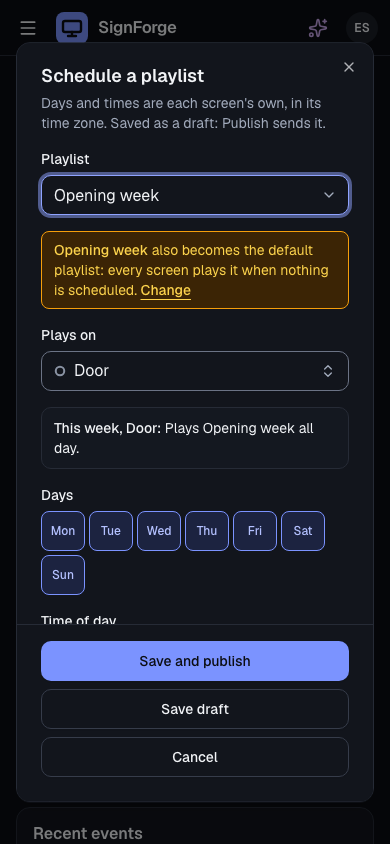 SignForge
ES
Schedule a playlist
Days and times are each screen's own, in its
time zone. Saved as a draft: Publish sends it.
Playlist
Opening week
Opening week also becomes the default
playlist: every screen plays it when nothing
is scheduled. Change
Plays on
Door
This week, Door: Plays Opening week all
day.
Days
Mon Tue Wed Thu Fri Sat
Sun
Time of day
Save and publish
Save draft
Cancel
Recent events